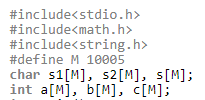 #include<stdio.h>
#include<math.h>
#include<string.h>
#define M 10005
char s1[M], s2[M], s[M];
int a[M], b[M], c[M];